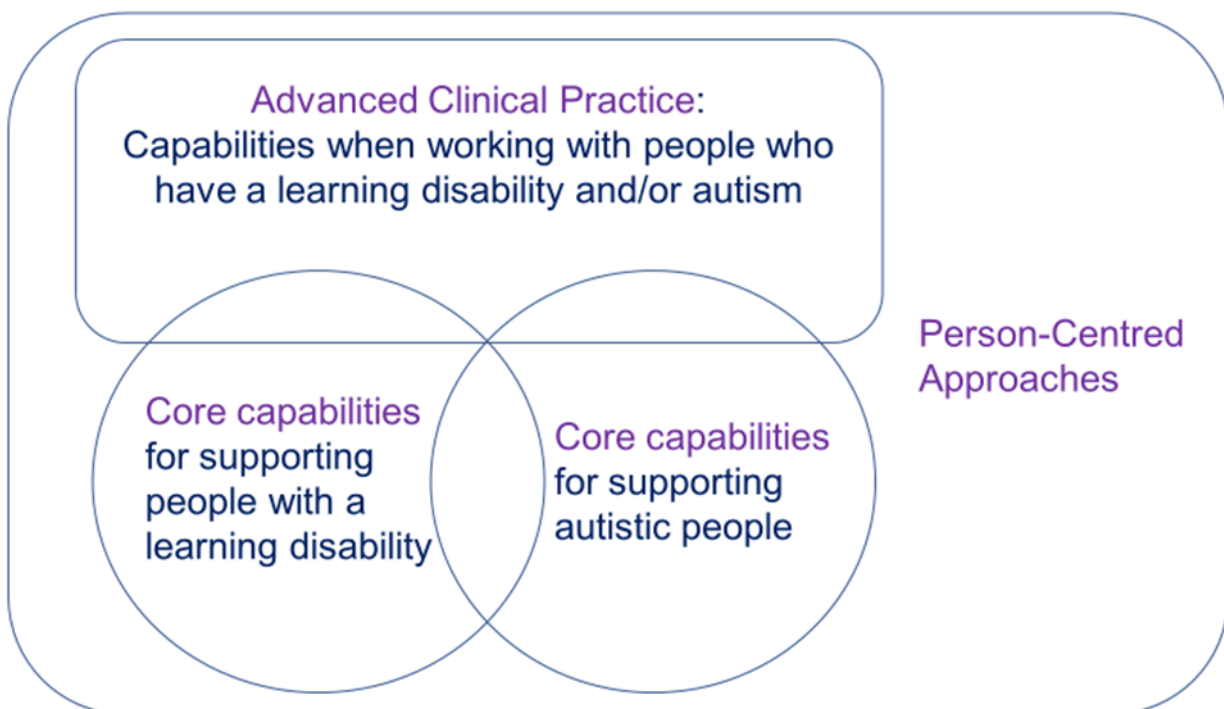 Advanced Clinical Practice:
Capabilities when working with people who
have a learning disability and/or autism
Person-Centred
Approaches
Core capabilities
for supporting
people with a
learning disability
Core capabilities
for supporting
autistic people